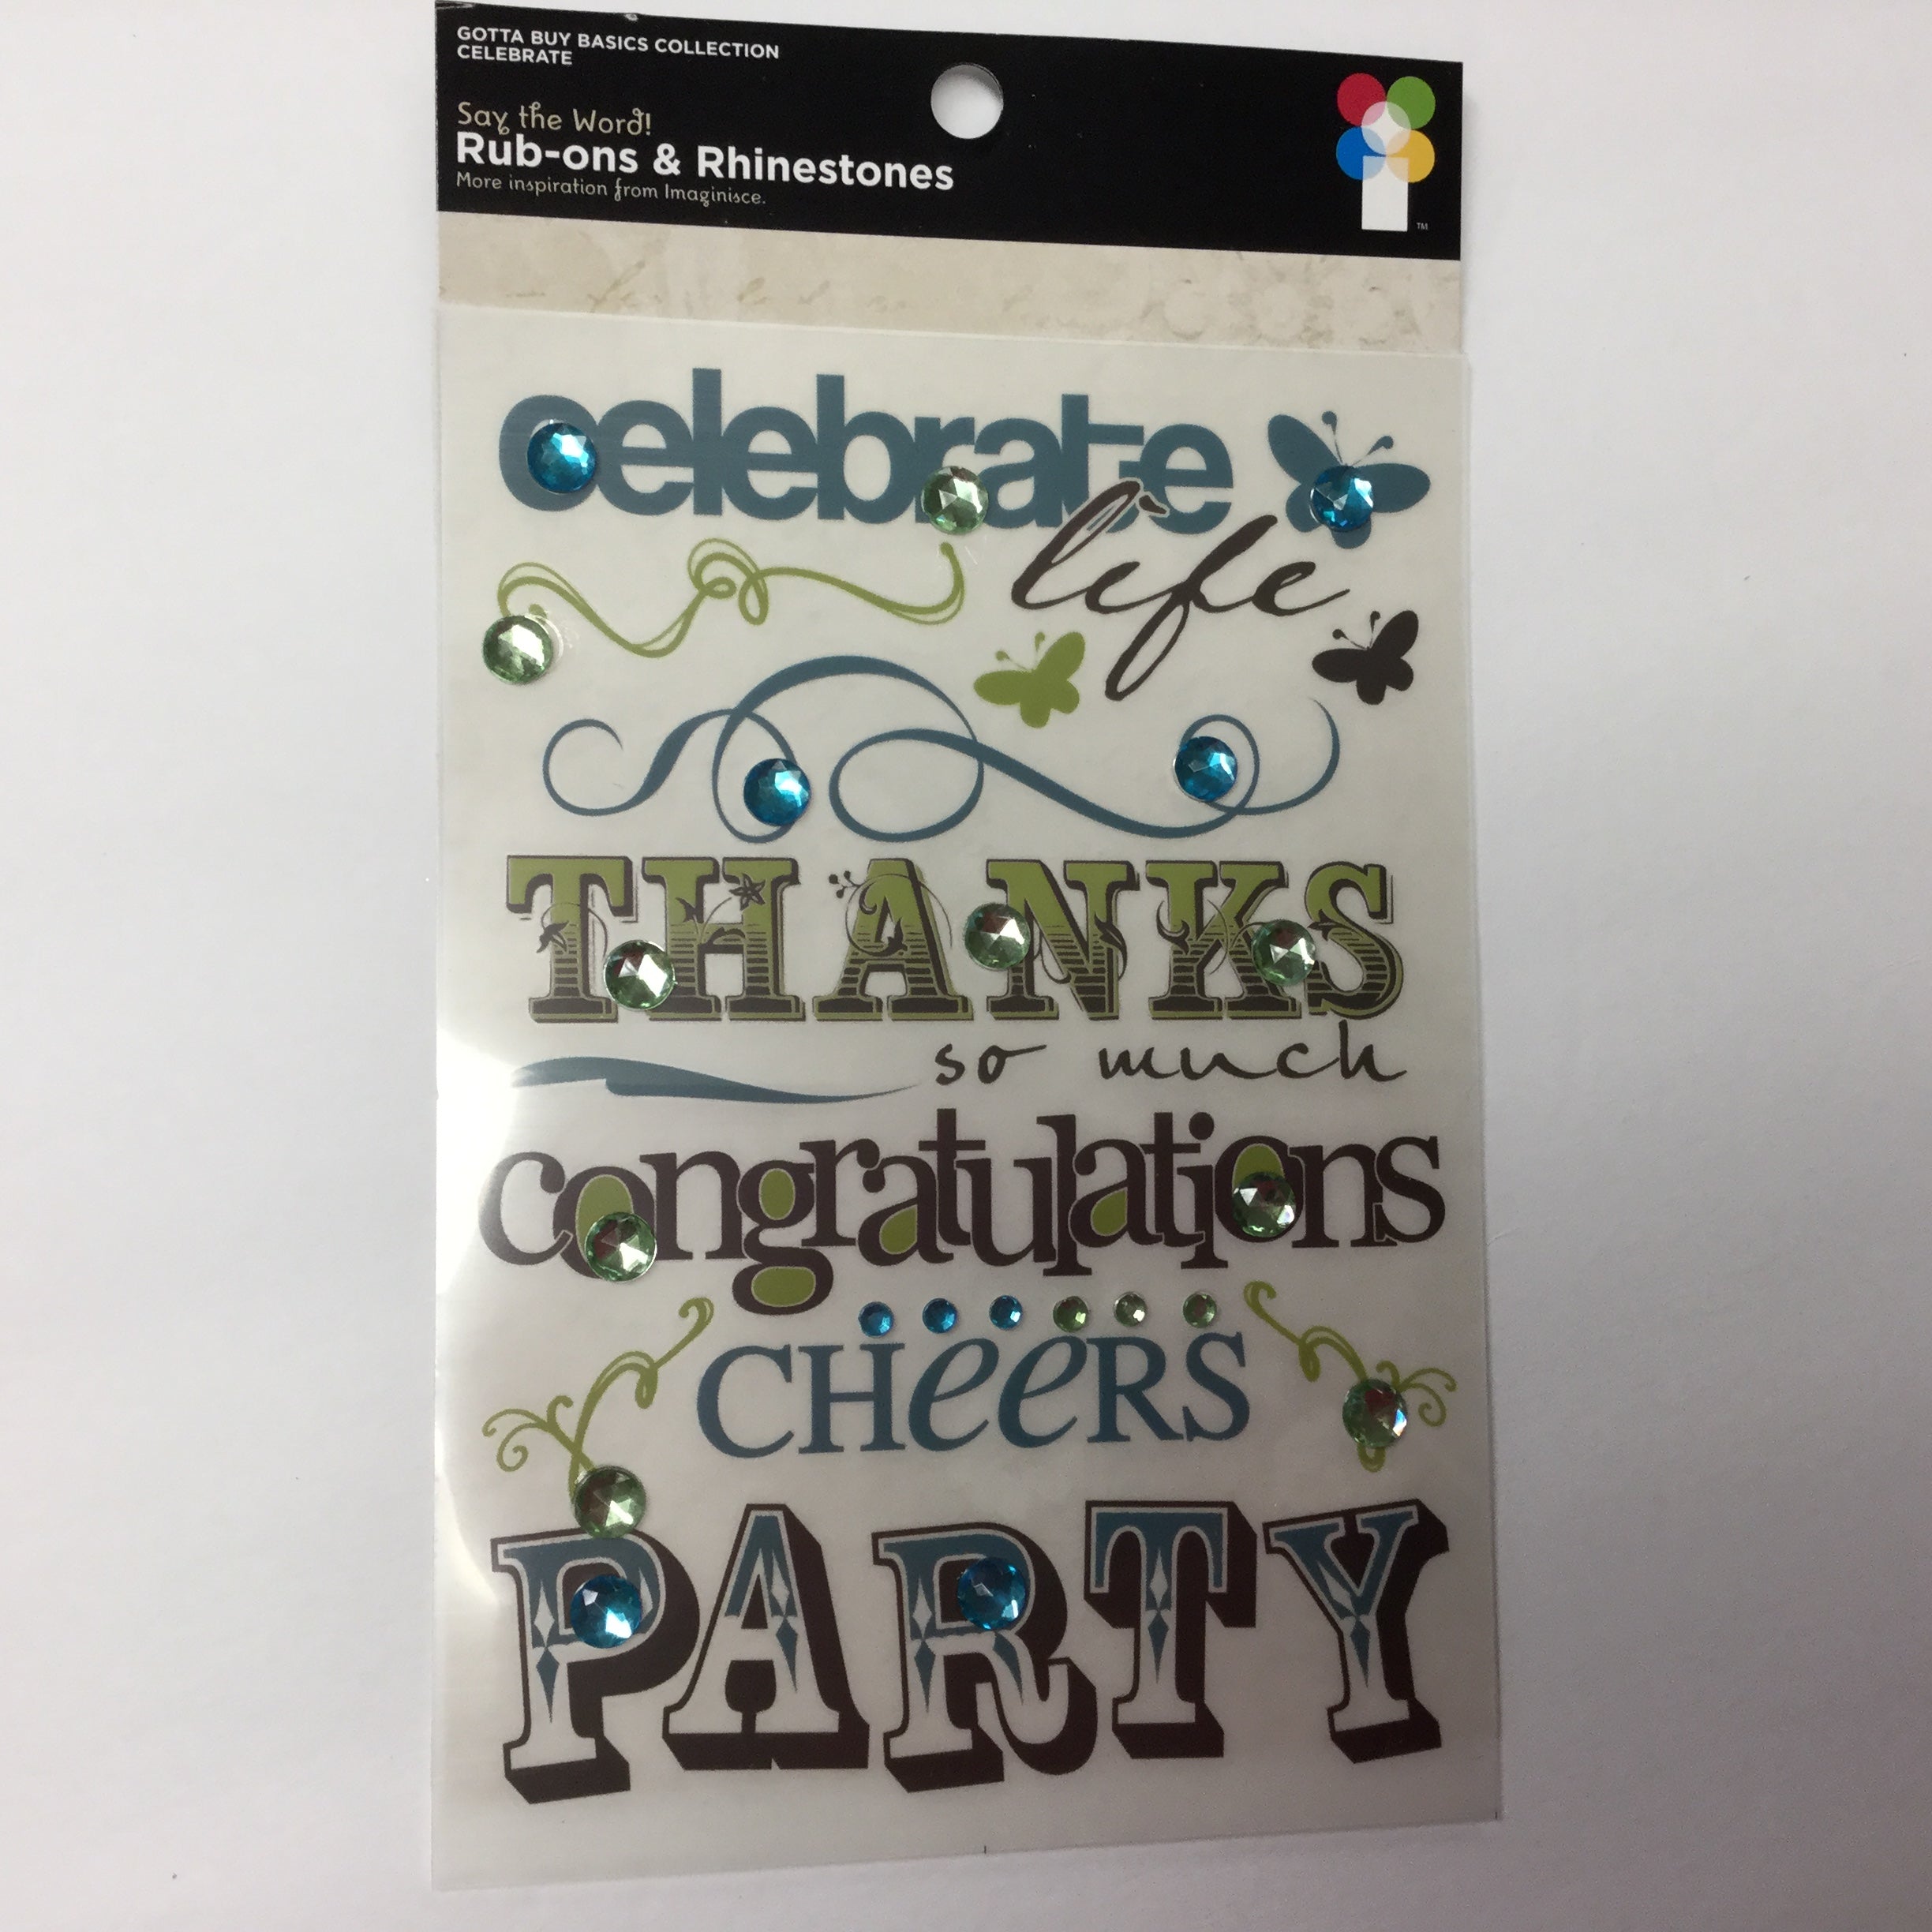 GOTTA BUY BASICS COLLECTION
CELEBRATE
Say the Word!
Rub-ons & Rhinestones
More inspiration from Imaginisce.
i
TM
celebrate
life
THANKS
so much
congratulations
CHeeRS
PARTY